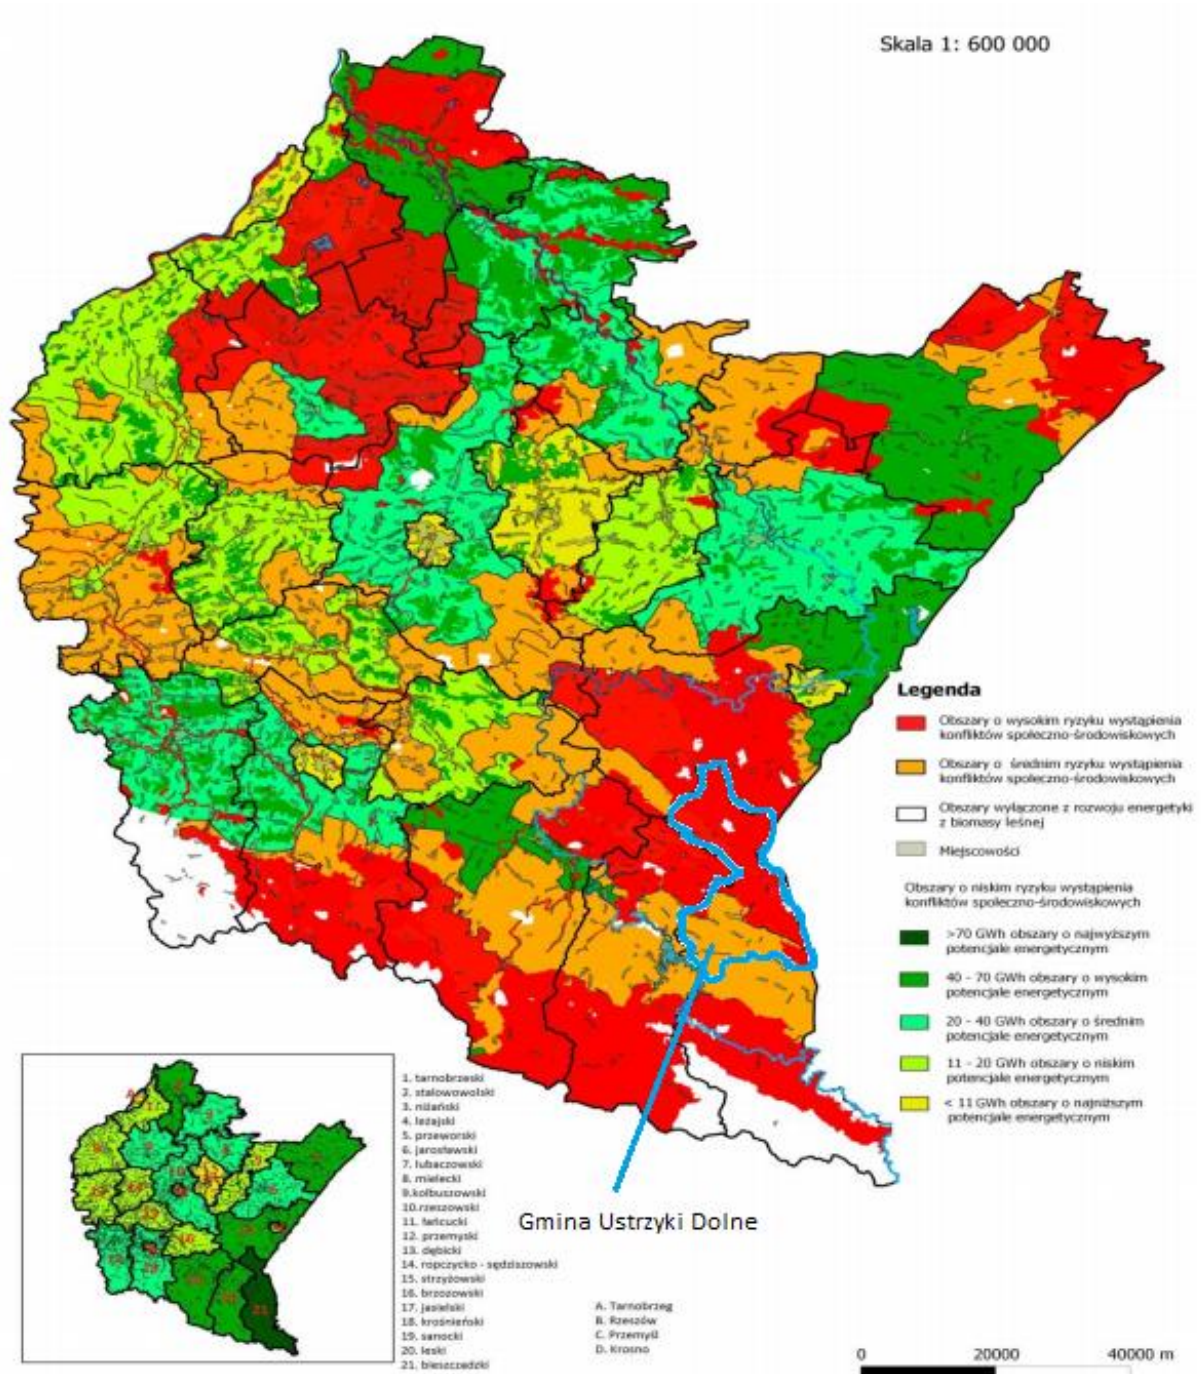 Skala 1: 600 000
Legenda
Obszary o wysokim ryzyku wystąpienia
konfliktów społeczno-środowiskowych
Obszary o średnim ryzyku wystąpienia
konfliktów społeczno-środowiskowych
Obszary wyłączone z rozwoju energetyki
z biomasy leśnej
Miejscowości
Obszary o niskim ryzyku wystąpienia
konfliktów społeczno-środowiskowych
>70 GWh obszary o najwyższym
potencjale energetycznym
40 - 70 GWh obszary o wysokim
potencjale energetycznym
20 - 40 GWh obszary o średnim
potencjale energetycznym
11 - 20 GWh obszary o niskim
potencjale energetycznym
< 11 GWh obszary o najniższym
potencjale energetycznym
Gmina Ustrzyki Dolne
1. tarnobrzeski
2. stalowowolski
3. niżański
4. leżajski
5. przeworski
6. jarosławski
7. lubaczowski
8. mielecki
9.kolbuszowski
10.rzeszowski
11. łańcucki
12. przemyski
13. dębicki
14. ropczycko - sędziszowski
15. strzyżowski
16. brzozowski
17. jasielski
18. krośnieński
19. sanocki
20. leski
21. bieszczadzki
A. Tarnobrzeg
B. Rzeszów
C. Przemyśl
D. Krosno
0 20000 40000 m